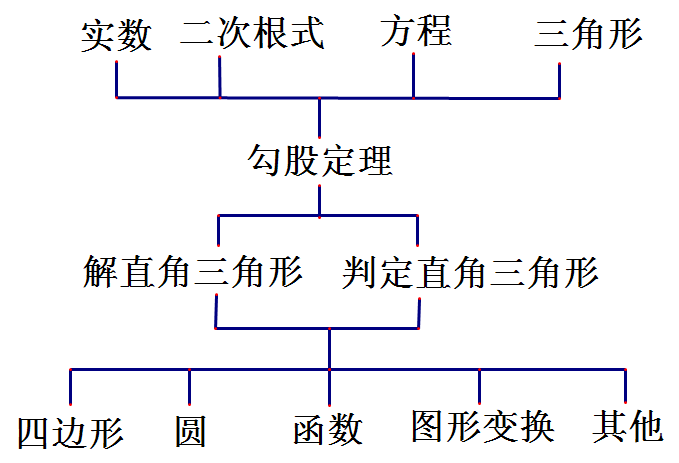 实数 二次根式 方程 三角形
勾股定理
解直角三角形 判定直角三角形
四边形 圆 函数 图形变换 其他